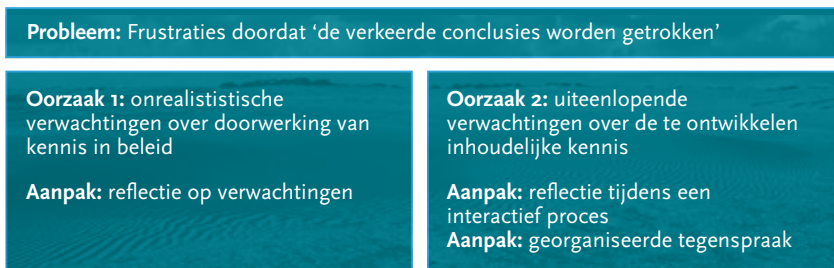 Probleem: Frustraties doordat ‘de verkeerde conclusies worden getrokken’
Oorzaak 1: onrealististische
verwachtingen over doorwerking van
kennis in beleid
Aanpak: reflectie op verwachtingen
Oorzaak 2: uiteenlopende
verwachtingen over de te ontwikkelen
inhoudelijke kennis
Aanpak: reflectie tijdens een
interactief proces
Aanpak: georganiseerde tegenspraak